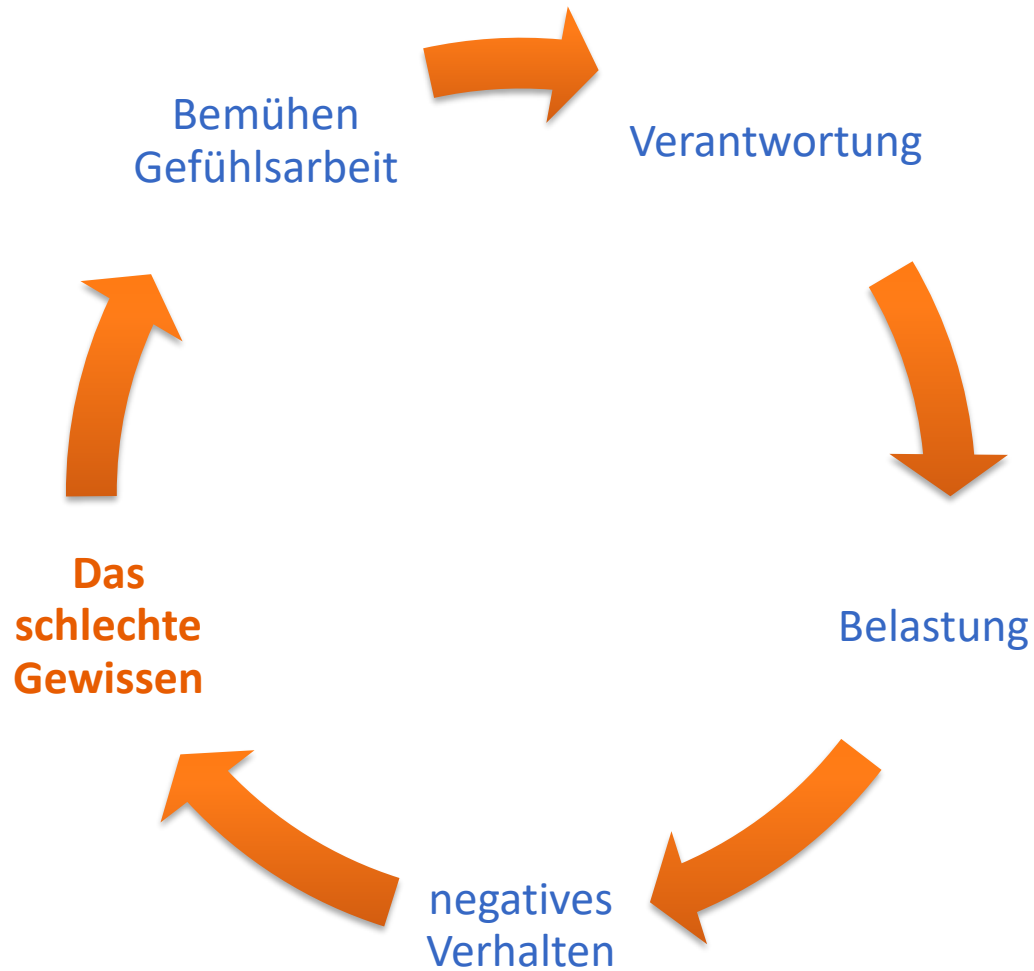 Bemühen
Gefühlsarbeit
Verantwortung
Belastung
negatives
Verhalten
Das
schlechte
Gewissen